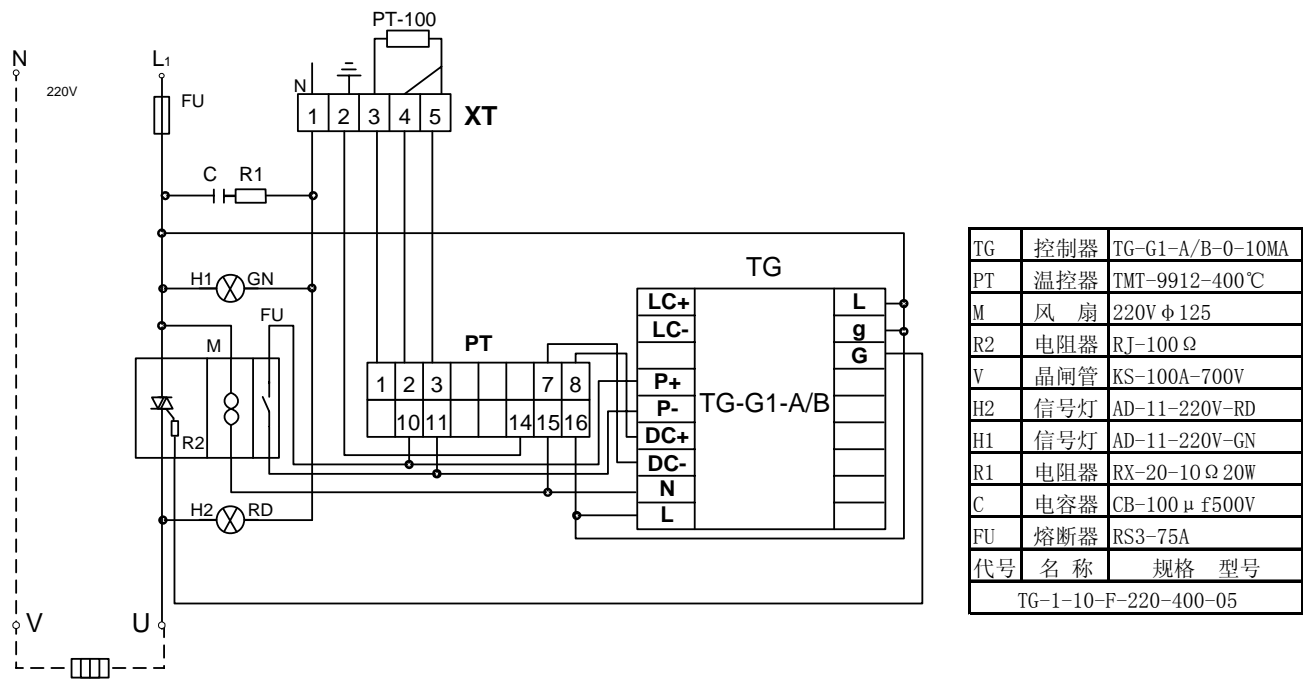 PT-100
N
L1
220V
FU
N
1 2 3 4 5 XT
C R1
TG
H1 GN
FU
M
PT
LC+ L
LC- g
G
1 2 3 7 8
P+
P- TG-G1-A/B
10 11 14 15 16
DC+
R2
DC-
N
H2 RD
L
V U
TG 控制器 TG-G1-A/B-0-10MA
PT 温控器 TMT-9912-400℃
M 风 扇 220Vφ125
R2 电阻器 RJ-100Ω
V 晶闸管 KS-100A-700V
H2 信号灯 AD-11-220V-RD
H1 信号灯 AD-11-220V-GN
R1 电阻器 RX-20-10Ω20W
C 电容器 CB-100μf500V
FU 熔断器 RS3-75A
代号 名 称 规格 型号
TG-1-10-F-220-400-05